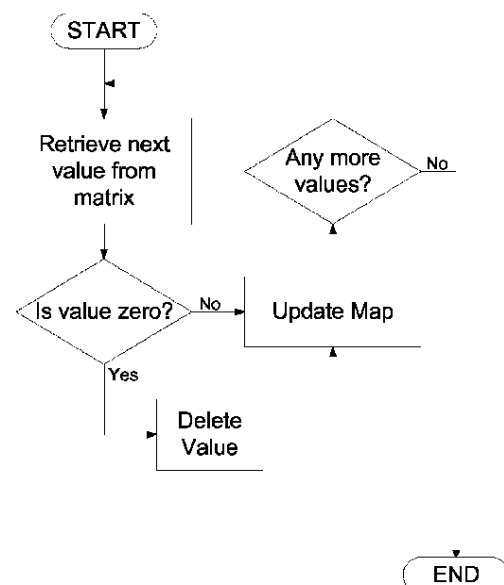 START
Retrieve next
value from
matrix
Any more
values?
No
Is value zero?
No
Update Map
Yes
Delete
Value
END